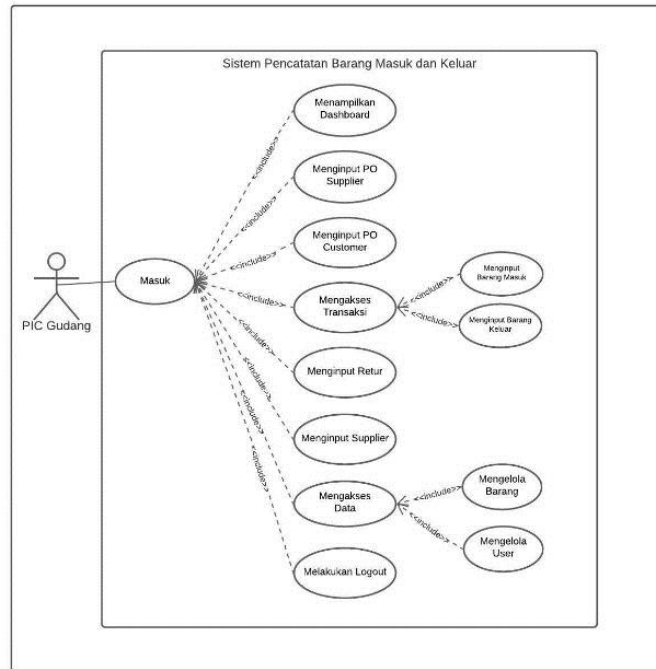 Sistem Pencatatan Barang Masuk dan Keluar
Menampilkan
Dashboard
<<include>>
Menginput PO
Supplier
<<include>>
Menginput PO
Customer
<<include>>
PIC Gudang
Masuk
Mengakses
Transaksi
<<include>>
Menginput
Barang Masuk
<<include>>
Menginput Barang
Keluar
<<include>>
Menginput Retur
<<include>>
Menginput Supplier
<<include>>
Mengakses
Data
<<include>>
Mengelola
Barang
<<include>>
Mengelola
User
<<include>>
Melakukan Logout
<<include>>